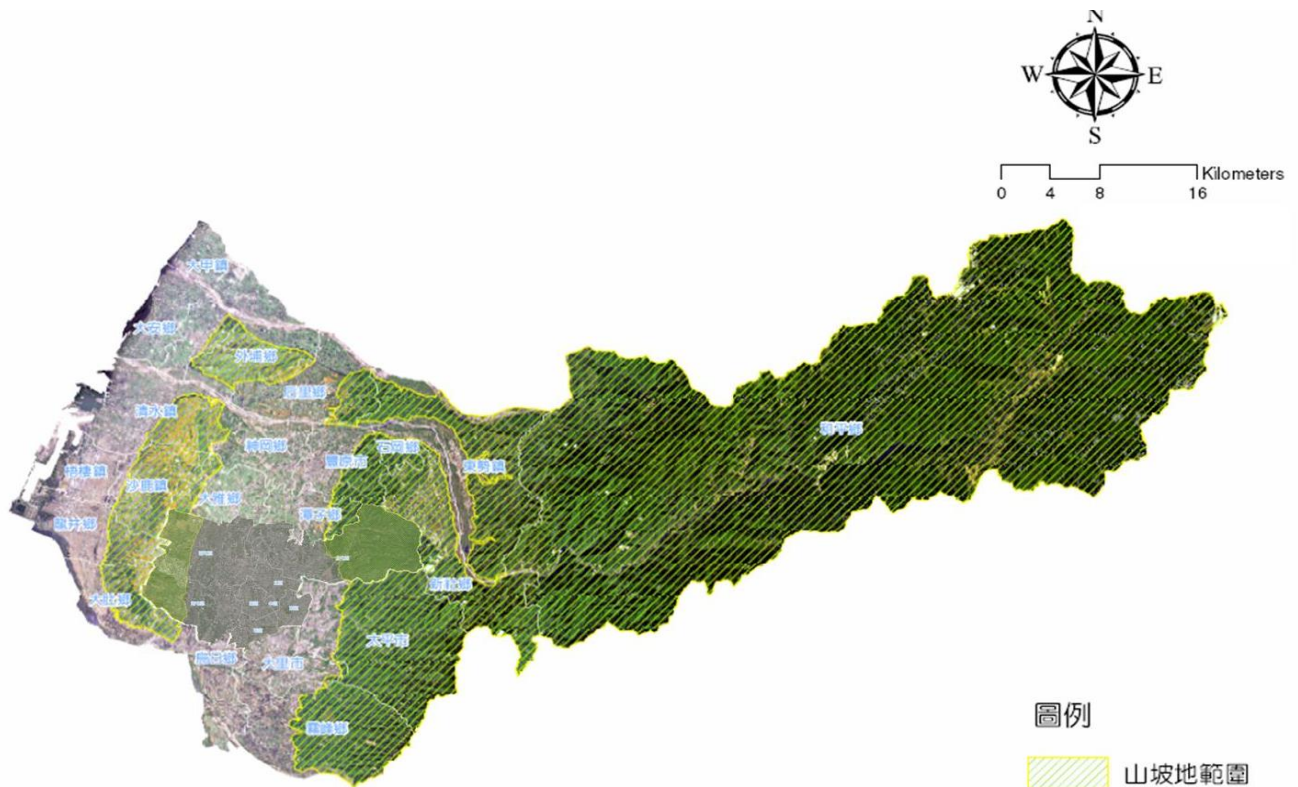 N
W E
S
Kilometers
0 4 8 16
大甲鎮
大安鄉
外埔鄉
后里鄉
清水鎮
神岡鄉
石岡鄉
豐原市
東勢鎮
和平鄉
梧棲鎮
沙鹿鎮
大雅鄉
潭子鄉
龍井鄉
新社鄉
大肚鄉
太平市
烏日鄉
大里市
霧峰鄉
圖例
山坡地範圍